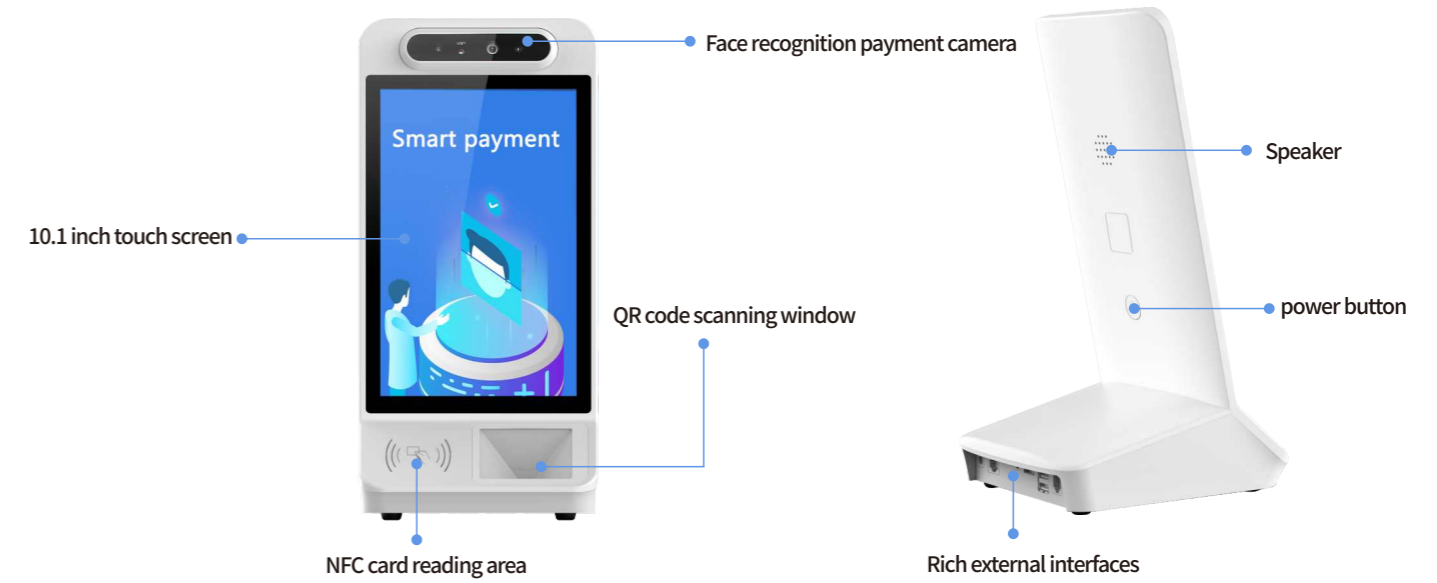 Face recognition payment camera
Smart payment
Speaker
10.1 inch touch screen
QR code scanning window
power button
NFC card reading area
Rich external interfaces